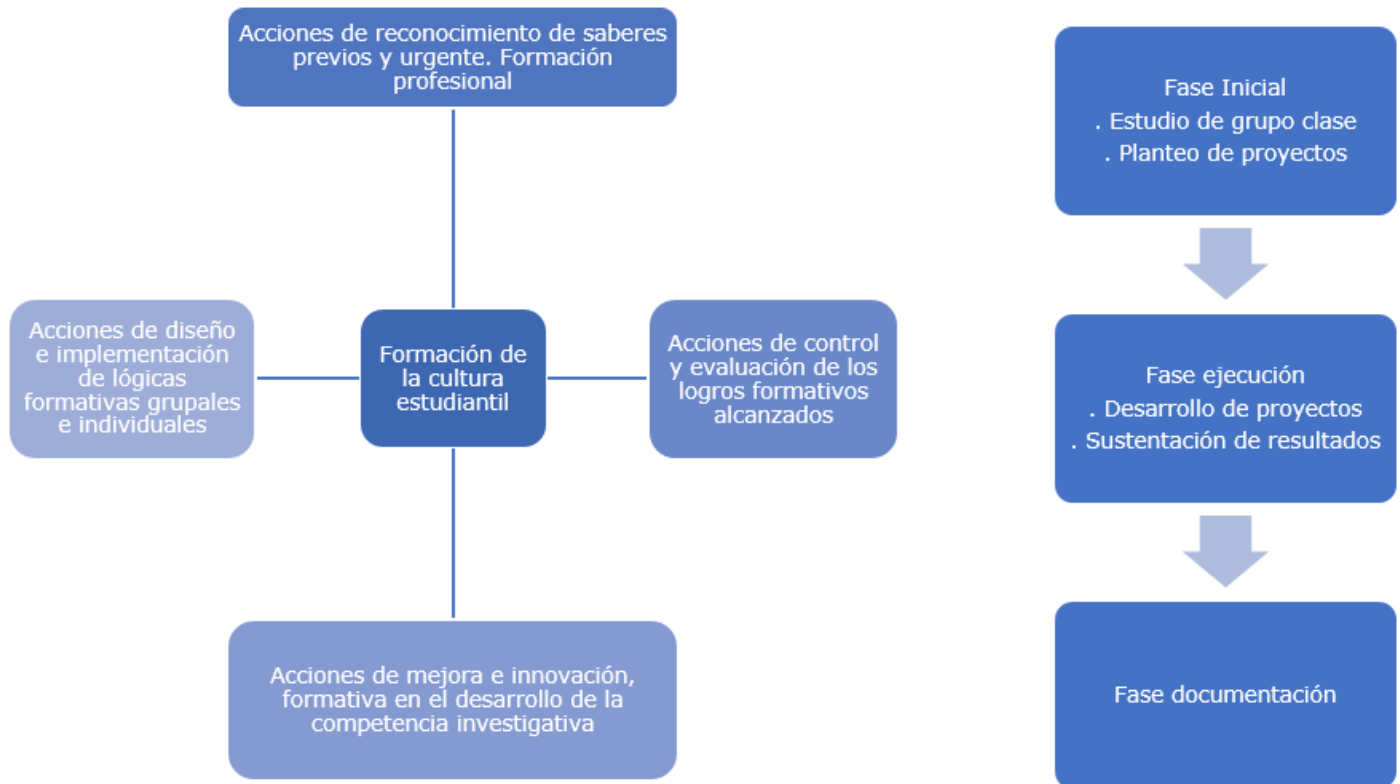 Acciones de reconocimiento de saberes
previos y urgente. Formación
profesional
Acciones de diseño
e implementación
de lógicas
formativas grupales
e individuales
Formación de
la cultura
estudiantil
Acciones de control
y evaluación de los
logros formativos
alcanzados
Acciones de mejora e innovación,
formativa en el desarrollo de la
competencia investigativa
Fase Inicial
. Estudio de grupo clase
. Planteo de proyectos
Fase ejecución
. Desarrollo de proyectos
. Sustentación de resultados
Fase documentación